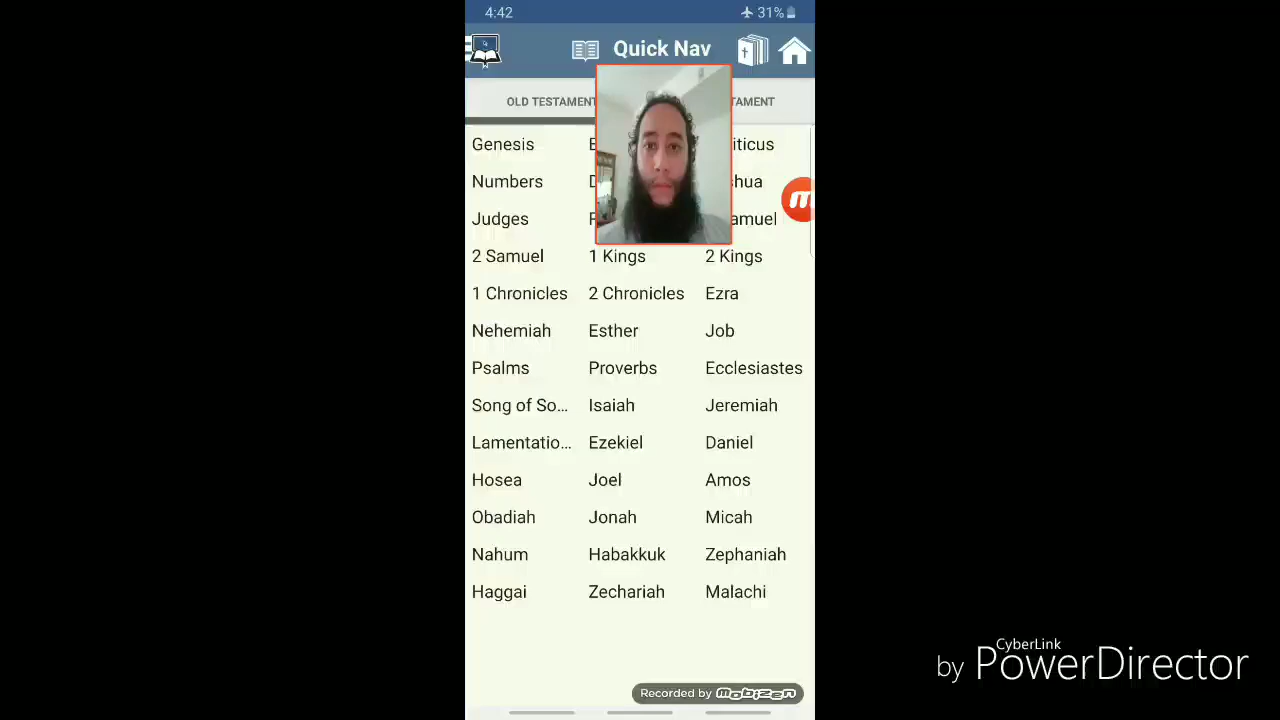 4:42 31%
Quick Nav
OLD TESTAMENT TAMENT
Genesis E iticus
Numbers D hua
Judges amuel
2 Samuel 1 Kings 2 Kings
1 Chronicles 2 Chronicles Ezra
Nehemiah Esther Job
Psalms Proverbs Ecclesiastes
Song of So... Isaiah Jeremiah
Lamentatio... Ezekiel Daniel
Hosea Joel Amos
Obadiah Jonah Micah
Nahum Habakkuk Zephaniah
Haggai Zechariah Malachi
CyberLink
by PowerDirector
Recorded by mobizen